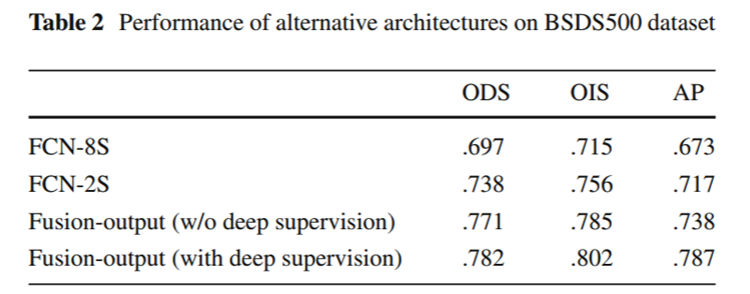 Table 2 Performance of alternative architectures on BSDS500 dataset
ODS OIS AP
FCN-8S .697 .715 .673
FCN-2S .738 .756 .717
Fusion-output (w/o deep supervision) .771 .785 .738
Fusion-output (with deep supervision) .782 .802 .787